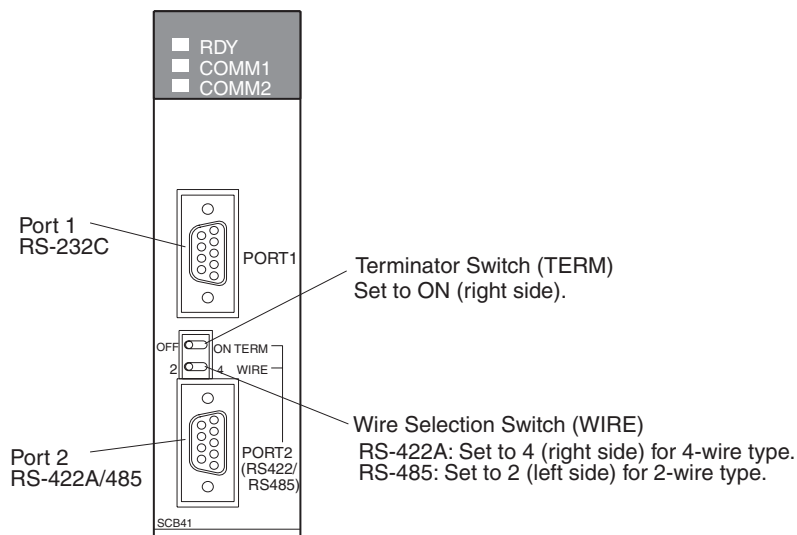 RDY
COMM1
COMM2
Port 1
RS-232C
PORT1
Terminator Switch (TERM)
Set to ON (right side).
OFF ON TERM
2 4 WIRE
Wire Selection Switch (WIRE)
RS-422A: Set to 4 (right side) for 4-wire type.
RS-485: Set to 2 (left side) for 2-wire type.
Port 2
RS-422A/485
PORT2
(RS422/
RS485)
SCB41